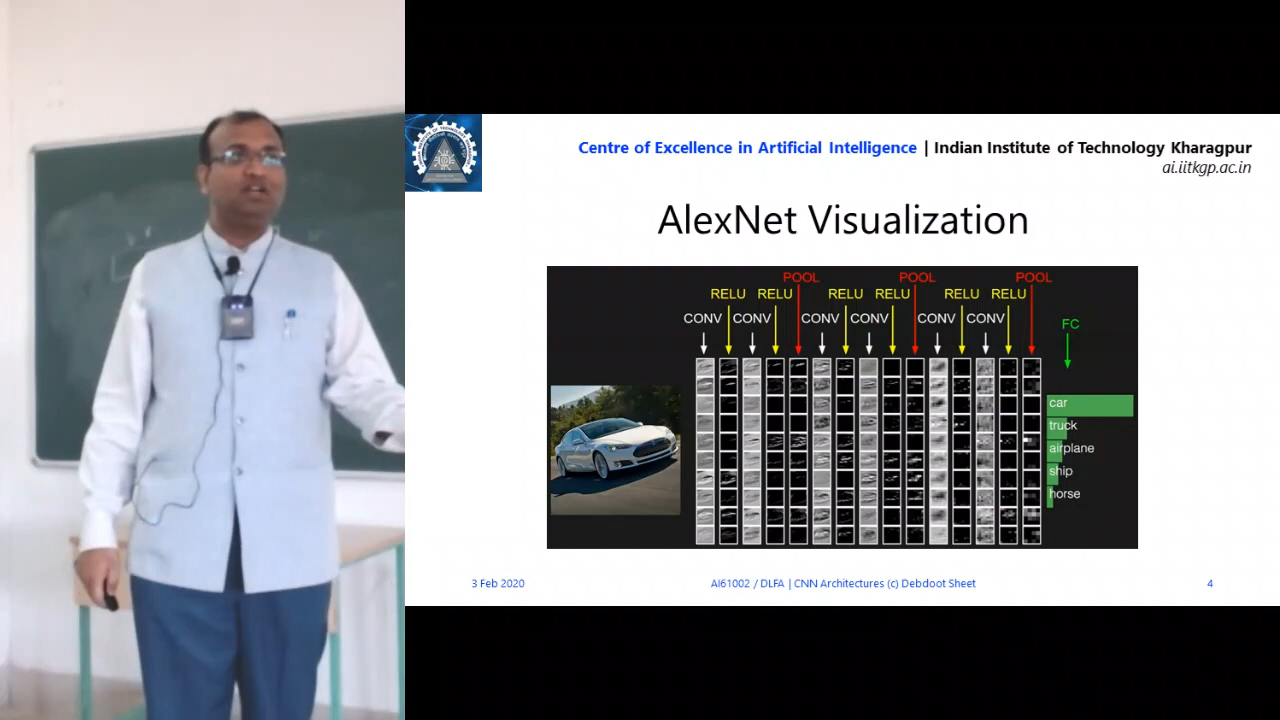 Centre of Excellence in Artificial Intelligence | Indian Institute of Technology Kharagpur
ai.iitkgp.ac.in
AlexNet Visualization
POOL POOL POOL
RELU RELU RELU RELU RELU RELU
CONV CONV CONV CONV CONV CONV
FC
car
truck
airplane
ship
horse
3 Feb 2020 AI61002 / DLFA | CNN Architectures (c) Debdoot Sheet 4